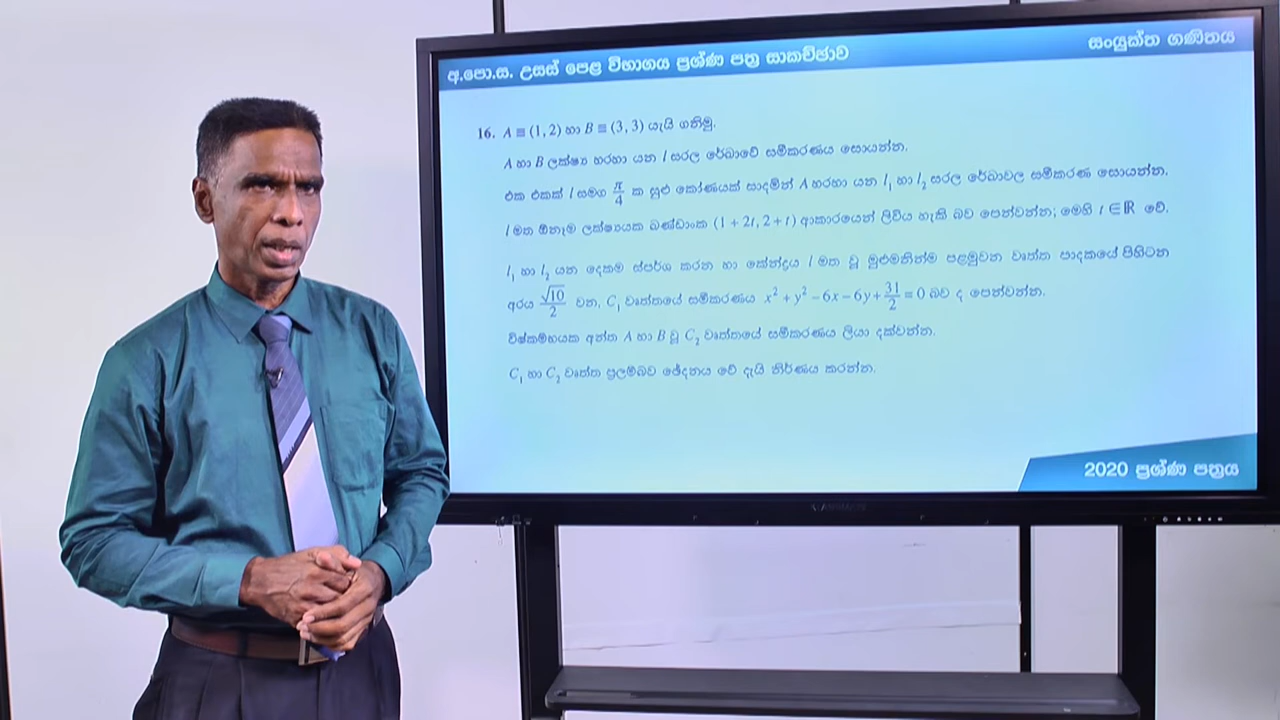 අ.පො.ස. උසස් පෙළ විභාගය ප්‍රශ්ණ පත්‍ර සාකච්ඡාව
සංයුක්ත ගණිතය
16. A ≡ (1, 2) හා B ≡ (3, 3) යැයි ගනිමු.
A හා B ලක්ෂ්‍ය හරහා යන l සරල රේඛාවේ සමීකරණය සොයන්න.
එක එකක් l සමග π/4 ක සුළු කෝණයක් සාදමින් A හරහා යන l₁ හා l₂ සරල රේඛාවල සමීකරණ සොයන්න.
l මත ඕනෑම ලක්ෂ්‍යයක ඛණ්ඩාංක (1 + 2t, 2 + t) ආකාරයෙන් ලිවිය හැකි බව පෙන්වන්න; මෙහි t ∈ ℝ වේ.
l₁ හා l₂ යන දෙකම ස්පර්ශ කරන හා කේන්ද්‍රය l මත වූ මුළුමනින්ම පළමුවන වෘත්ත පාදකයේ පිහිටන
අරය √10/2 වන, C₁ වෘත්තයේ සමීකරණය x² + y² − 6x − 6y + 31/2 = 0 බව ද පෙන්වන්න.
විෂ්කම්භයක අන්ත A හා B වූ C₂ වෘත්තයේ සමීකරණය ලියා දක්වන්න.
C₁ හා C₂ වෘත්ත ප්‍රලම්බව ඡේදනය වේ දැයි නිර්ණය කරන්න.
2020 ප්‍රශ්ණ පත්‍රය